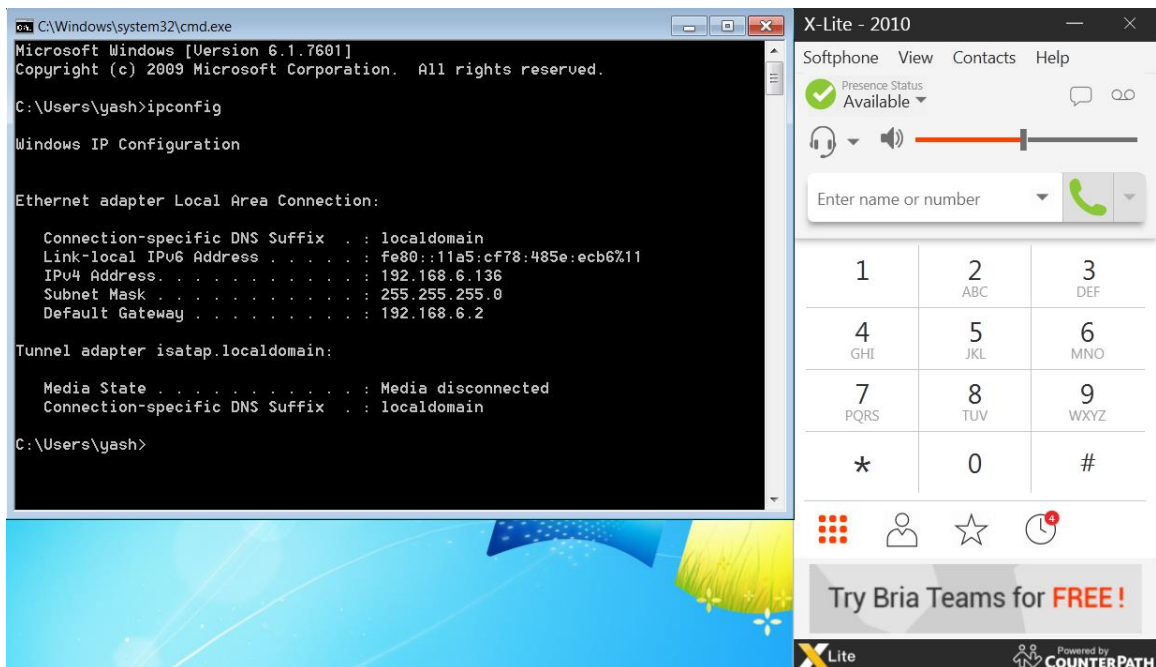 C:\Windows\system32\cmd.exe
Microsoft Windows [Version 6.1.7601]
Copyright (c) 2009 Microsoft Corporation.  All rights reserved.
C:\Users\yash>ipconfig
Windows IP Configuration
Ethernet adapter Local Area Connection:
Connection-specific DNS Suffix  . : localdomain
Link-local IPv6 Address . . . . . : fe80::11a5:cf78:485e:ecb6%11
IPv4 Address. . . . . . . . . . . : 192.168.6.136
Subnet Mask . . . . . . . . . . . : 255.255.255.0
Default Gateway . . . . . . . . . : 192.168.6.2
Tunnel adapter isatap.localdomain:
Media State . . . . . . . . . . . : Media disconnected
Connection-specific DNS Suffix  . : localdomain
C:\Users\yash>
X-Lite - 2010
Softphone View Contacts Help
Presence Status
Available
Enter name or number
1 2 3
ABC DEF
4 5 6
GHI JKL MNO
7 8 9
PQRS TUV WXYZ
* 0 #
4
Try Bria Teams for FREE!
X Lite
Powered by
COUNTERPATH